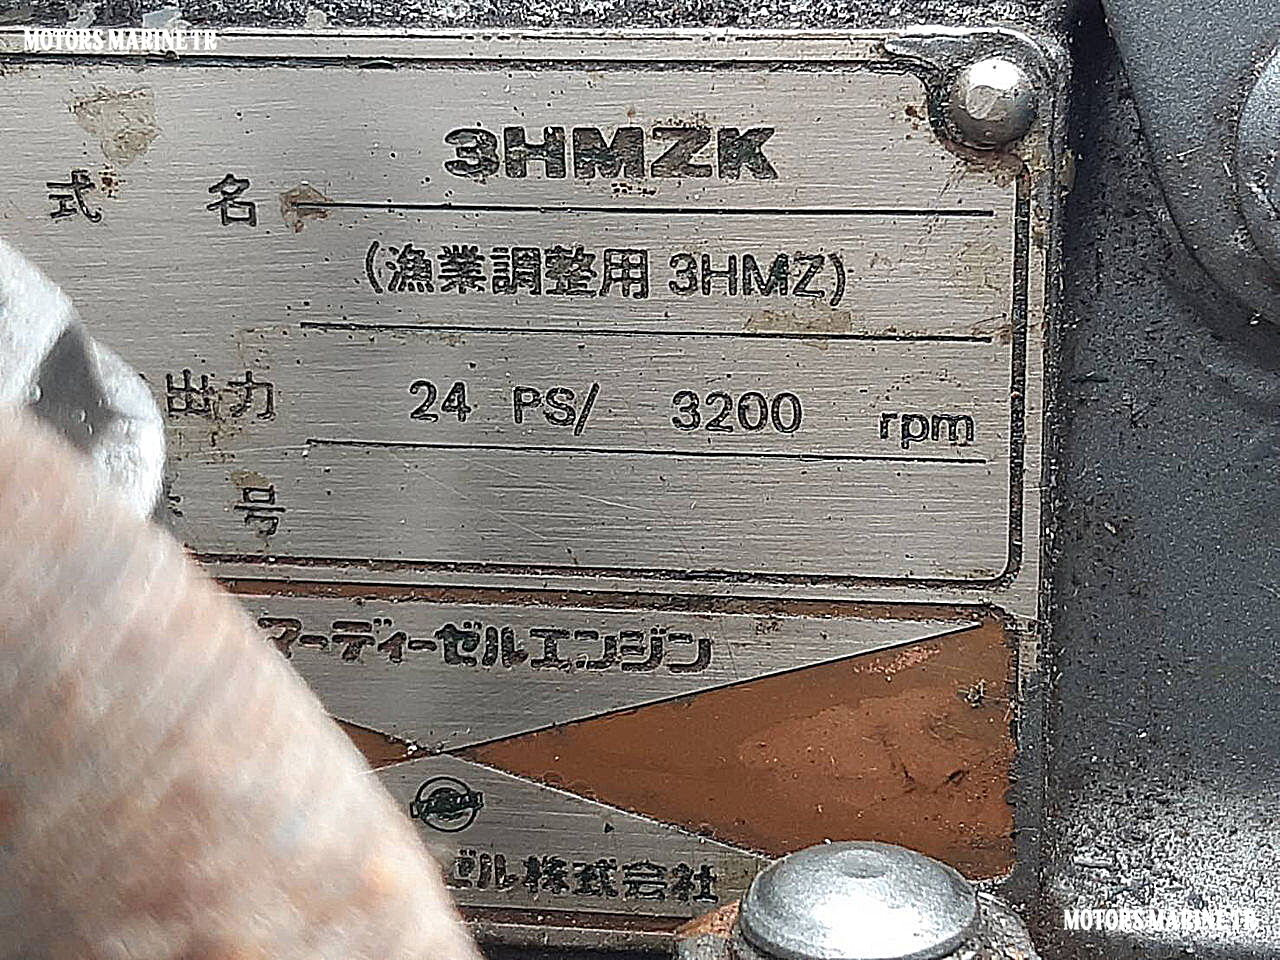 MOTORS MARINE TR
式 名 3HMZK
(漁業調整用 3HMZ)
出力 24 PS/ 3200 rpm
号
マーディーゼルエンジン
YANMAR
ゼル株式会社
MOTORS MARINE TR